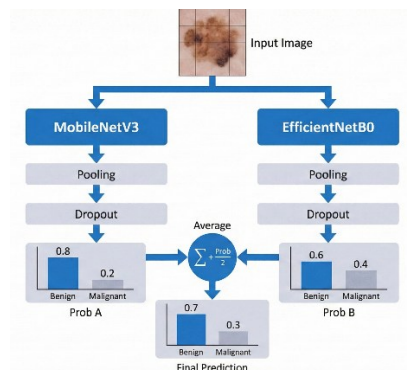 Input Image
MobileNetV3
EfficientNetB0
Pooling
Pooling
Dropout
Dropout
Average
∑ + Prob/2
0.8
0.2
Benign Malignant
Prob A
0.6
0.4
Benign Malignant
Prob B
0.7
0.3
Benign Malignant
Final Prediction